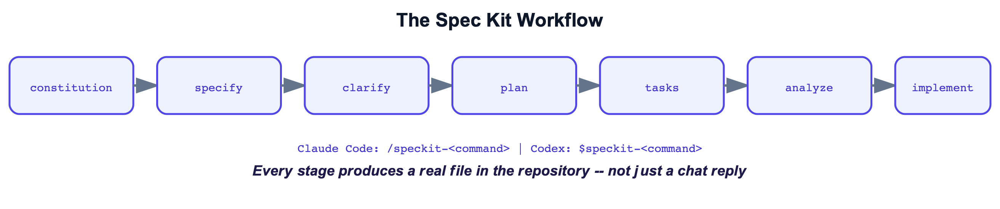 The Spec Kit Workflow
constitution
specify
clarify
plan
tasks
analyze
implement
Claude Code: /speckit-<command> | Codex: $speckit-<command>
Every stage produces a real file in the repository -- not just a chat reply